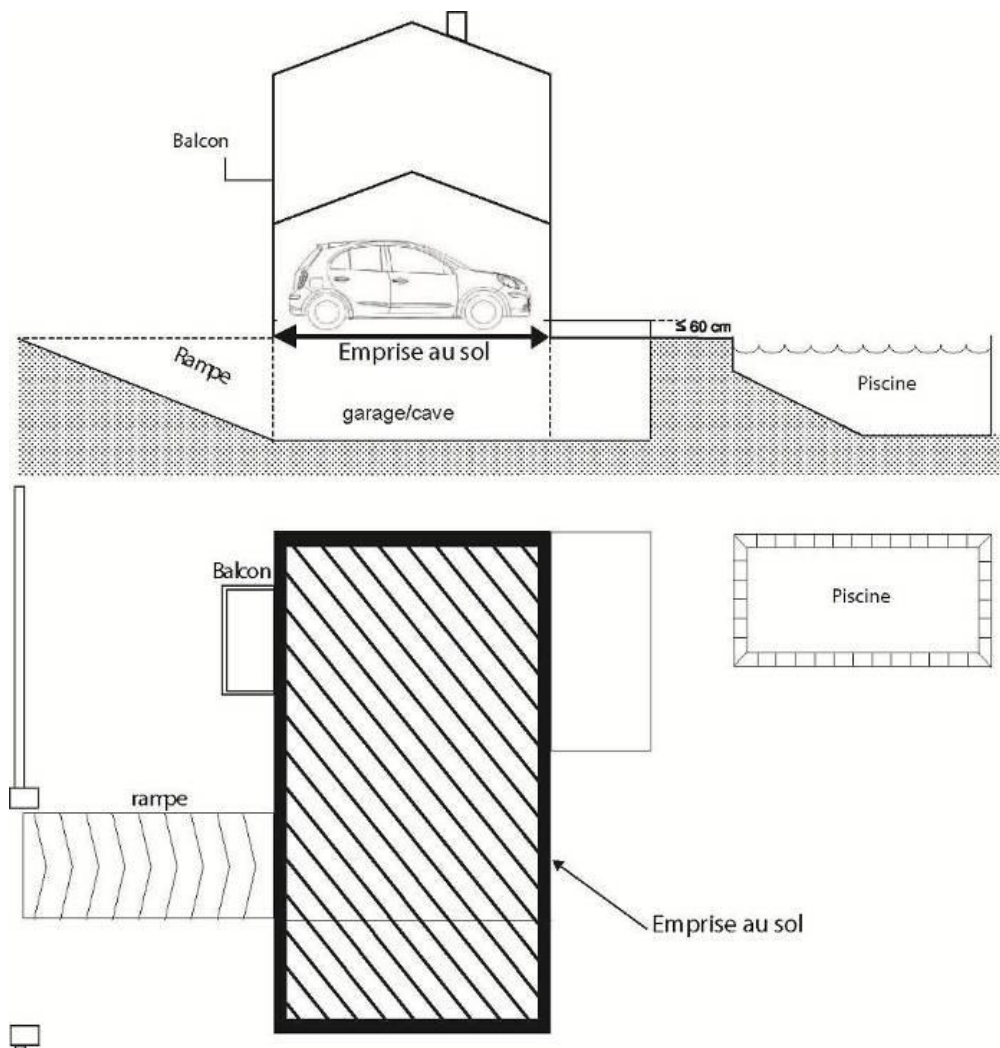 Balcon
≤ 60 cm
Emprise au sol
Rampe
Piscine
garage/cave
Balcon
Piscine
rampe
Emprise au sol